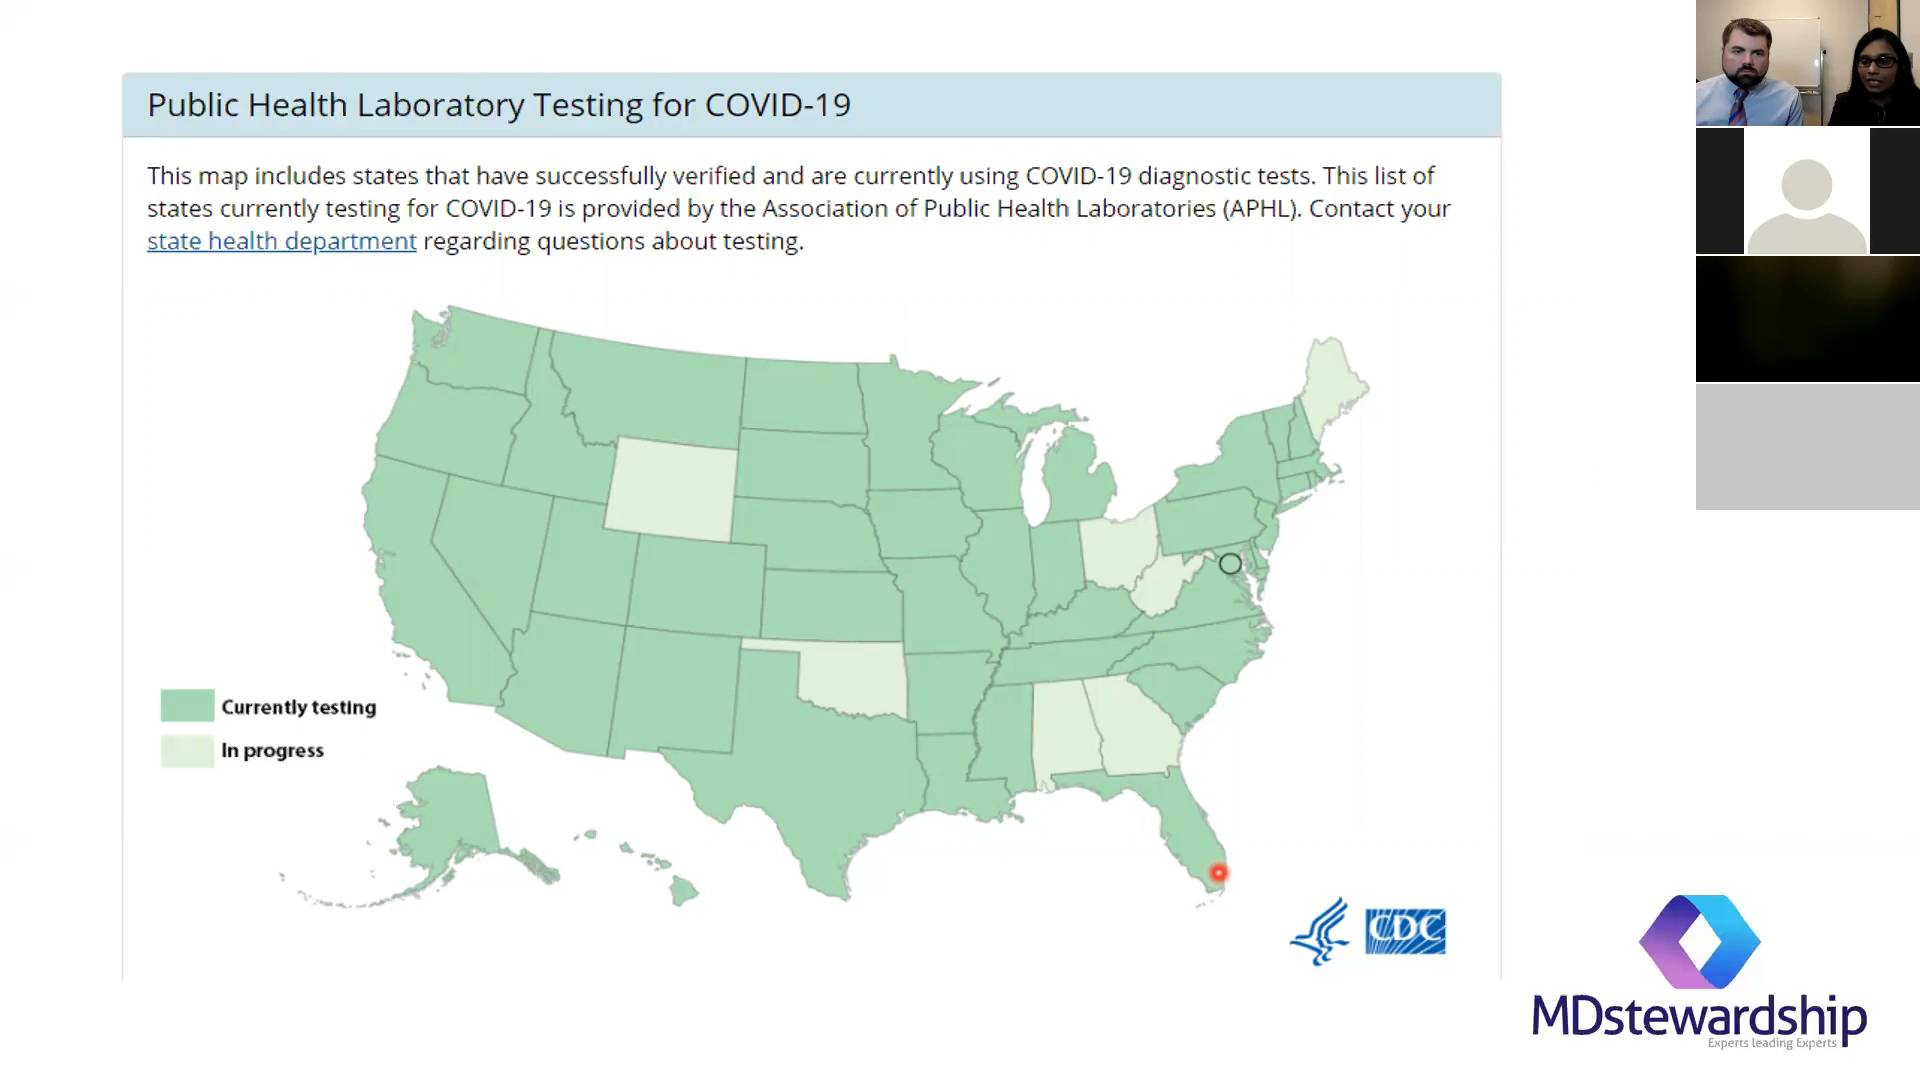 Public Health Laboratory Testing for COVID-19
This map includes states that have successfully verified and are currently using COVID-19 diagnostic tests. This list of
states currently testing for COVID-19 is provided by the Association of Public Health Laboratories (APHL). Contact your
state health department regarding questions about testing.
Currently testing
In progress
CDC
MDstewardship
Experts leading Experts